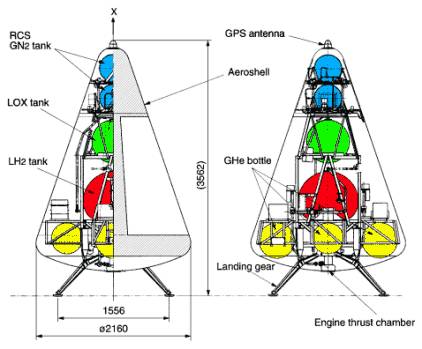 X
RCS
GN2 tank
GPS antenna
Aeroshell
LOX tank
LH2 tank
(3562)
GHe bottle
Landing gear
1556
ø2160
Engine thrust chamber